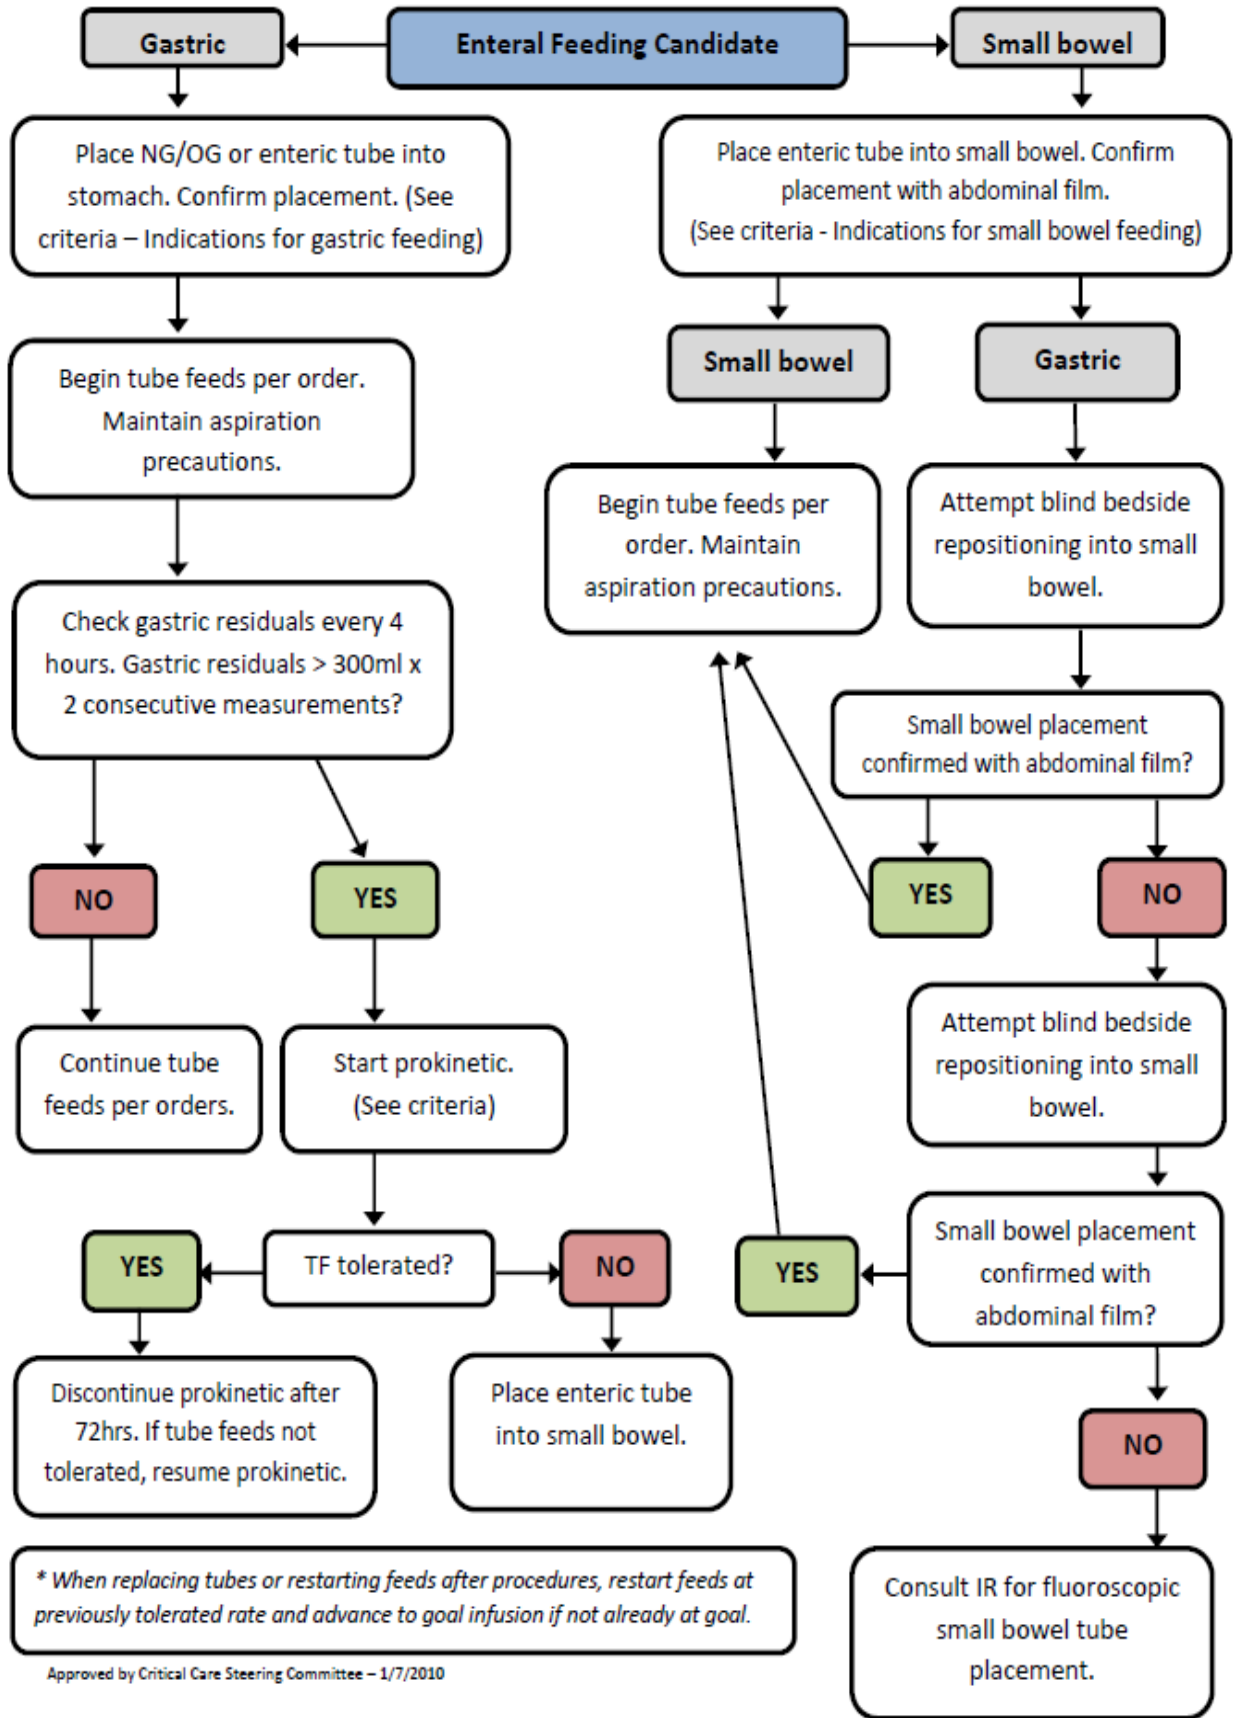 Enteral Feeding Candidate
Gastric
Small bowel
Place NG/OG or enteric tube into
stomach. Confirm placement. (See
criteria – Indications for gastric feeding)
Begin tube feeds per order.
Maintain aspiration
precautions.
Check gastric residuals every 4
hours. Gastric residuals > 300ml x
2 consecutive measurements?
NO
YES
Continue tube
feeds per orders.
Start prokinetic.
(See criteria)
TF tolerated?
YES
NO
Discontinue prokinetic after
72hrs. If tube feeds not
tolerated, resume prokinetic.
Place enteric tube
into small bowel.
Place enteric tube into small bowel. Confirm
placement with abdominal film.
(See criteria - Indications for small bowel feeding)
Small bowel
Gastric
Begin tube feeds per
order. Maintain
aspiration precautions.
Attempt blind bedside
repositioning into small
bowel.
Small bowel placement
confirmed with abdominal film?
YES
NO
Attempt blind bedside
repositioning into small
bowel.
Small bowel placement
confirmed with
abdominal film?
YES
NO
Consult IR for fluoroscopic
small bowel tube
placement.
* When replacing tubes or restarting feeds after procedures, restart feeds at
previously tolerated rate and advance to goal infusion if not already at goal.
Approved by Critical Care Steering Committee – 1/7/2010